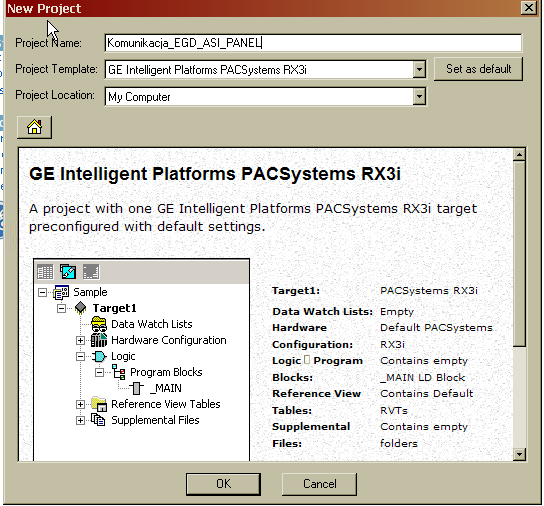 New Project
Project Name: Komunikacja_EGD_ASI_PANEL
Project Template: GE Intelligent Platforms PACSystems RX3i Set as default
Project Location: My Computer
GE Intelligent Platforms PACSystems RX3i
A project with one GE Intelligent Platforms PACSystems RX3i target
preconfigured with default settings.
Sample
Target1
Data Watch Lists
Hardware Configuration
Logic
Program Blocks
_MAIN
Reference View Tables
Supplemental Files
Target1: PACSystems RX3i
Data Watch Lists: Empty
Hardware Default PACSystems
Configuration: RX3i
Logic Program Contains empty
Blocks: _MAIN LD Block
Reference View Contains Default
Tables: RVTs
Supplemental Contains empty
Files: folders
OK Cancel